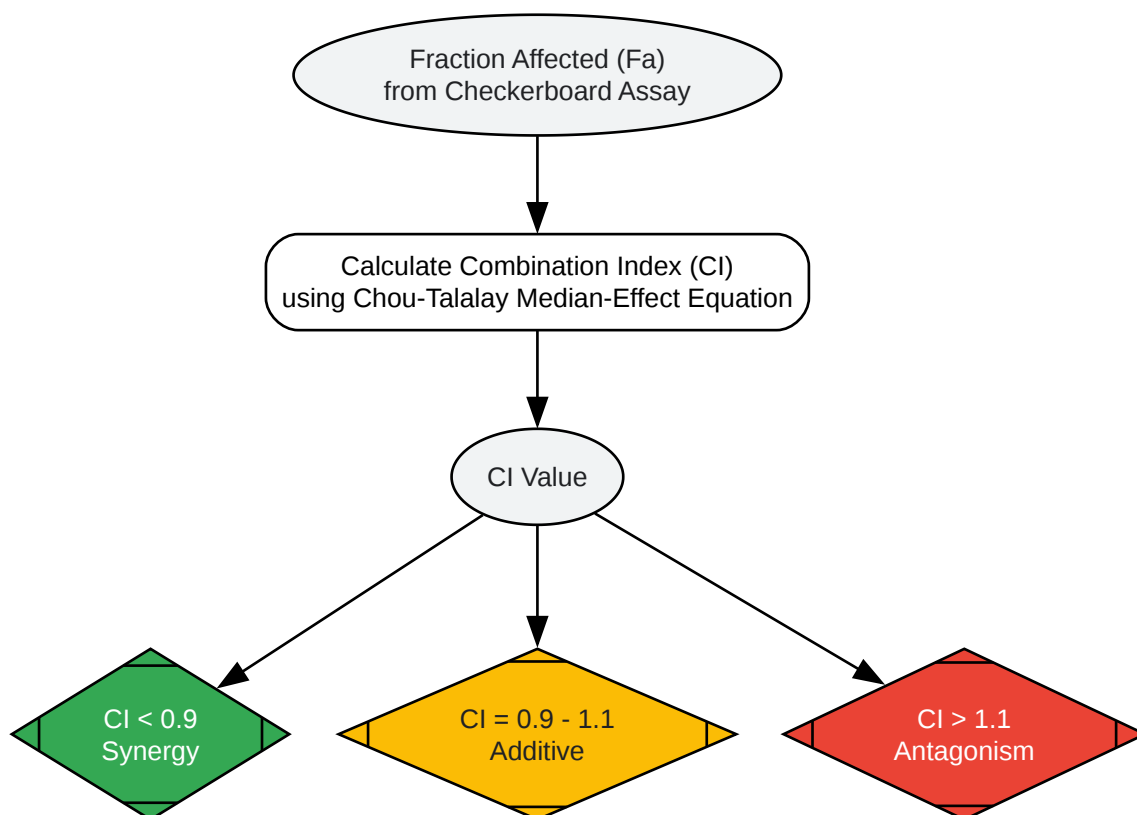 Fraction Affected (Fa)
from Checkerboard Assay
Calculate Combination Index (CI)
using Chou-Talalay Median-Effect Equation
CI Value
CI < 0.9
Synergy
CI = 0.9 - 1.1
Additive
CI > 1.1
Antagonism